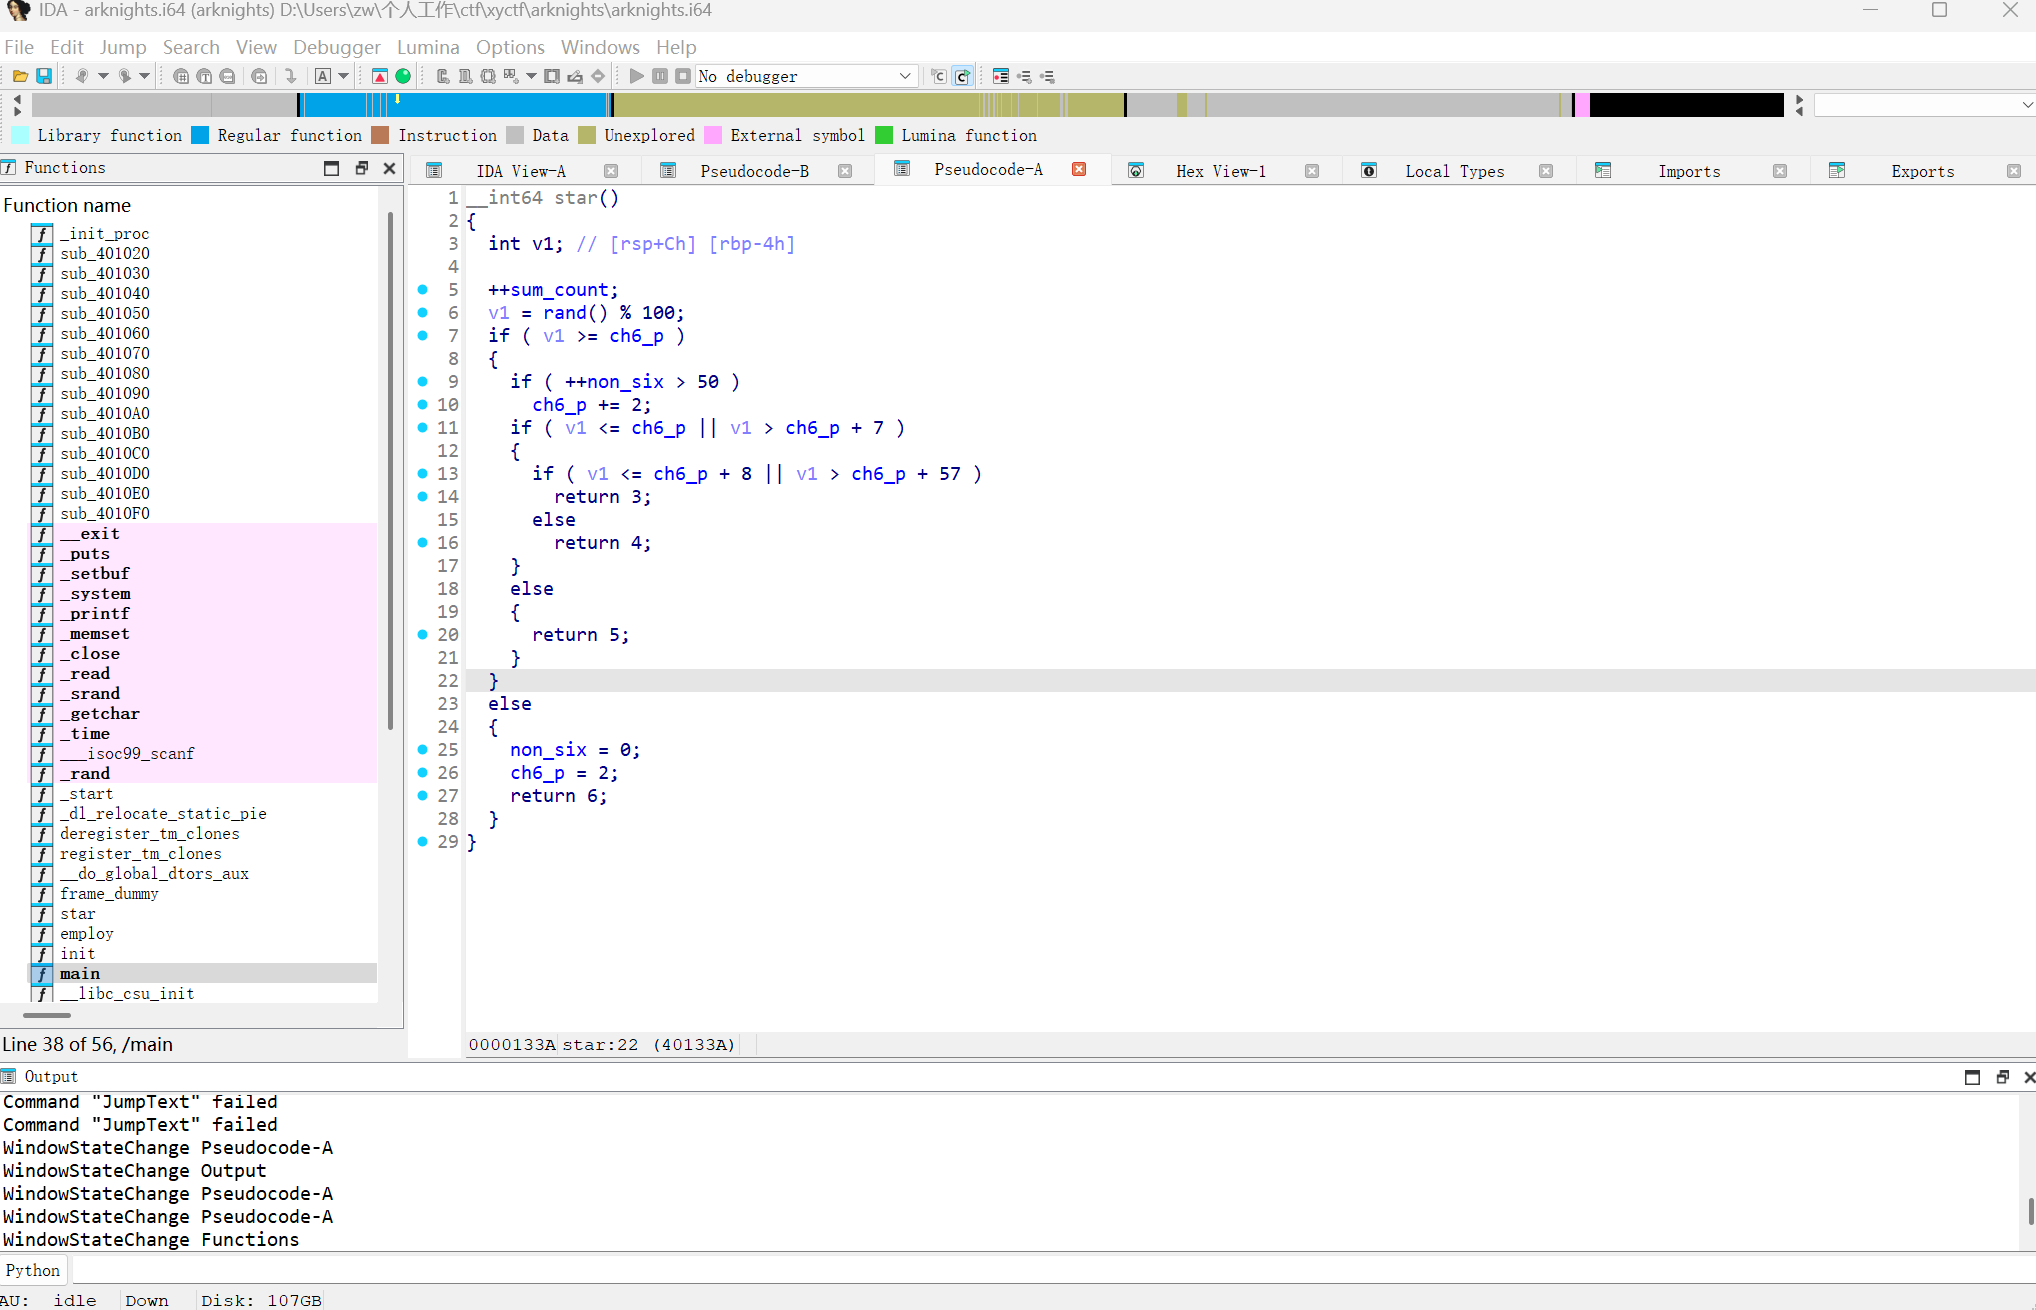 IDA - arknights.i64 (arknights) D:\Users\zw\个人工作\ctf\xyctf\arknights\arknights.i64
File Edit Jump Search View Debugger Lumina Options Windows Help
No debugger
Library function Regular function Instruction Data Unexplored External symbol Lumina function
Functions
Function name
_init_proc
sub_401020
sub_401030
sub_401040
sub_401050
sub_401060
sub_401070
sub_401080
sub_401090
sub_4010A0
sub_4010B0
sub_4010C0
sub_4010D0
sub_4010E0
sub_4010F0
__exit
_puts
_setbuf
_system
_printf
_memset
_close
_read
_srand
_getchar
_time
___isoc99_scanf
_rand
_start
_dl_relocate_static_pie
deregister_tm_clones
register_tm_clones
__do_global_dtors_aux
frame_dummy
star
employ
init
main
__libc_csu_init
Line 38 of 56, /main
IDA View-A Pseudocode-B Pseudocode-A Hex View-1 Local Types Imports Exports
1 __int64 star()
2 {
3 int v1; // [rsp+Ch] [rbp-4h]
4
5 ++sum_count;
6 v1 = rand() % 100;
7 if ( v1 >= ch6_p )
8 {
9 if ( ++non_six > 50 )
10 ch6_p += 2;
11 if ( v1 <= ch6_p || v1 > ch6_p + 7 )
12 {
13 if ( v1 <= ch6_p + 8 || v1 > ch6_p + 57 )
14 return 3;
15 else
16 return 4;
17 }
18 else
19 {
20 return 5;
21 }
22 }
23 else
24 {
25 non_six = 0;
26 ch6_p = 2;
27 return 6;
28 }
29 }
0000133A star:22 (40133A)
Output
Command "JumpText" failed
Command "JumpText" failed
WindowStateChange Pseudocode-A
WindowStateChange Output
WindowStateChange Pseudocode-A
WindowStateChange Pseudocode-A
WindowStateChange Functions
Python
AU: idle Down Disk: 107GB